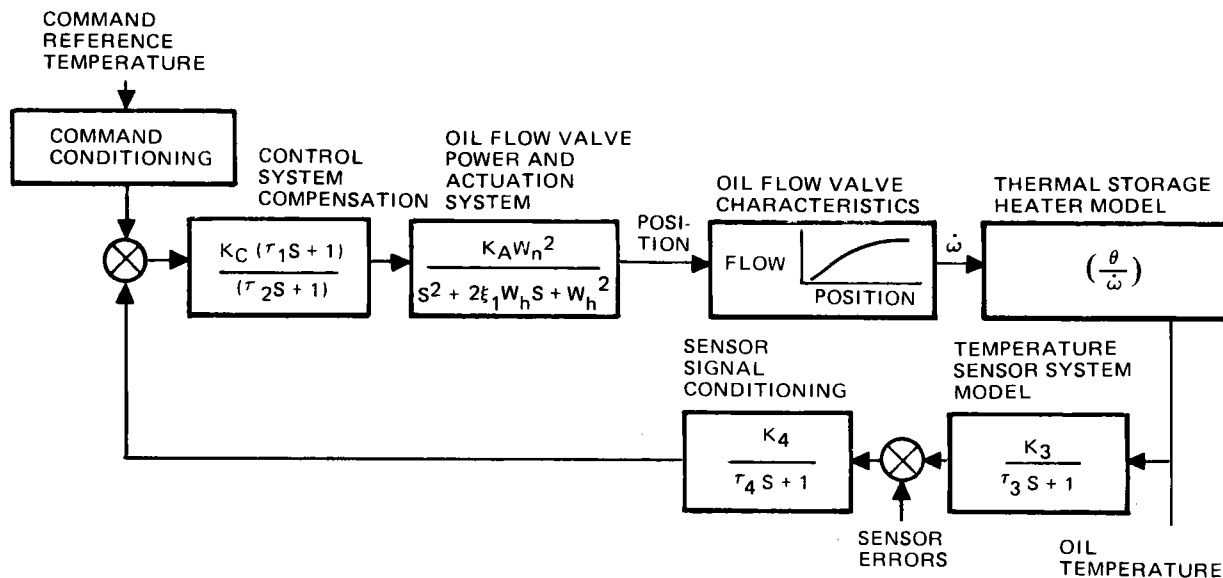 COMMAND
REFERENCE
TEMPERATURE
COMMAND
CONDITIONING
CONTROL
SYSTEM
COMPENSATION
K_C (τ_1S + 1)
(τ_2S + 1)
OIL FLOW VALVE
POWER AND
ACTUATION
SYSTEM
K_AW_n^2
S^2 + 2ξ_1W_hS + W_h^2
POSI-
TION
OIL FLOW VALVE
CHARACTERISTICS
FLOW
POSITION
ω̇
THERMAL STORAGE
HEATER MODEL
(θ/ω̇)
SENSOR
SIGNAL
CONDITIONING
K_4
τ_4 S + 1
TEMPERATURE
SENSOR SYSTEM
MODEL
K_3
τ_3 S + 1
SENSOR
ERRORS
OIL
TEMPERATURE